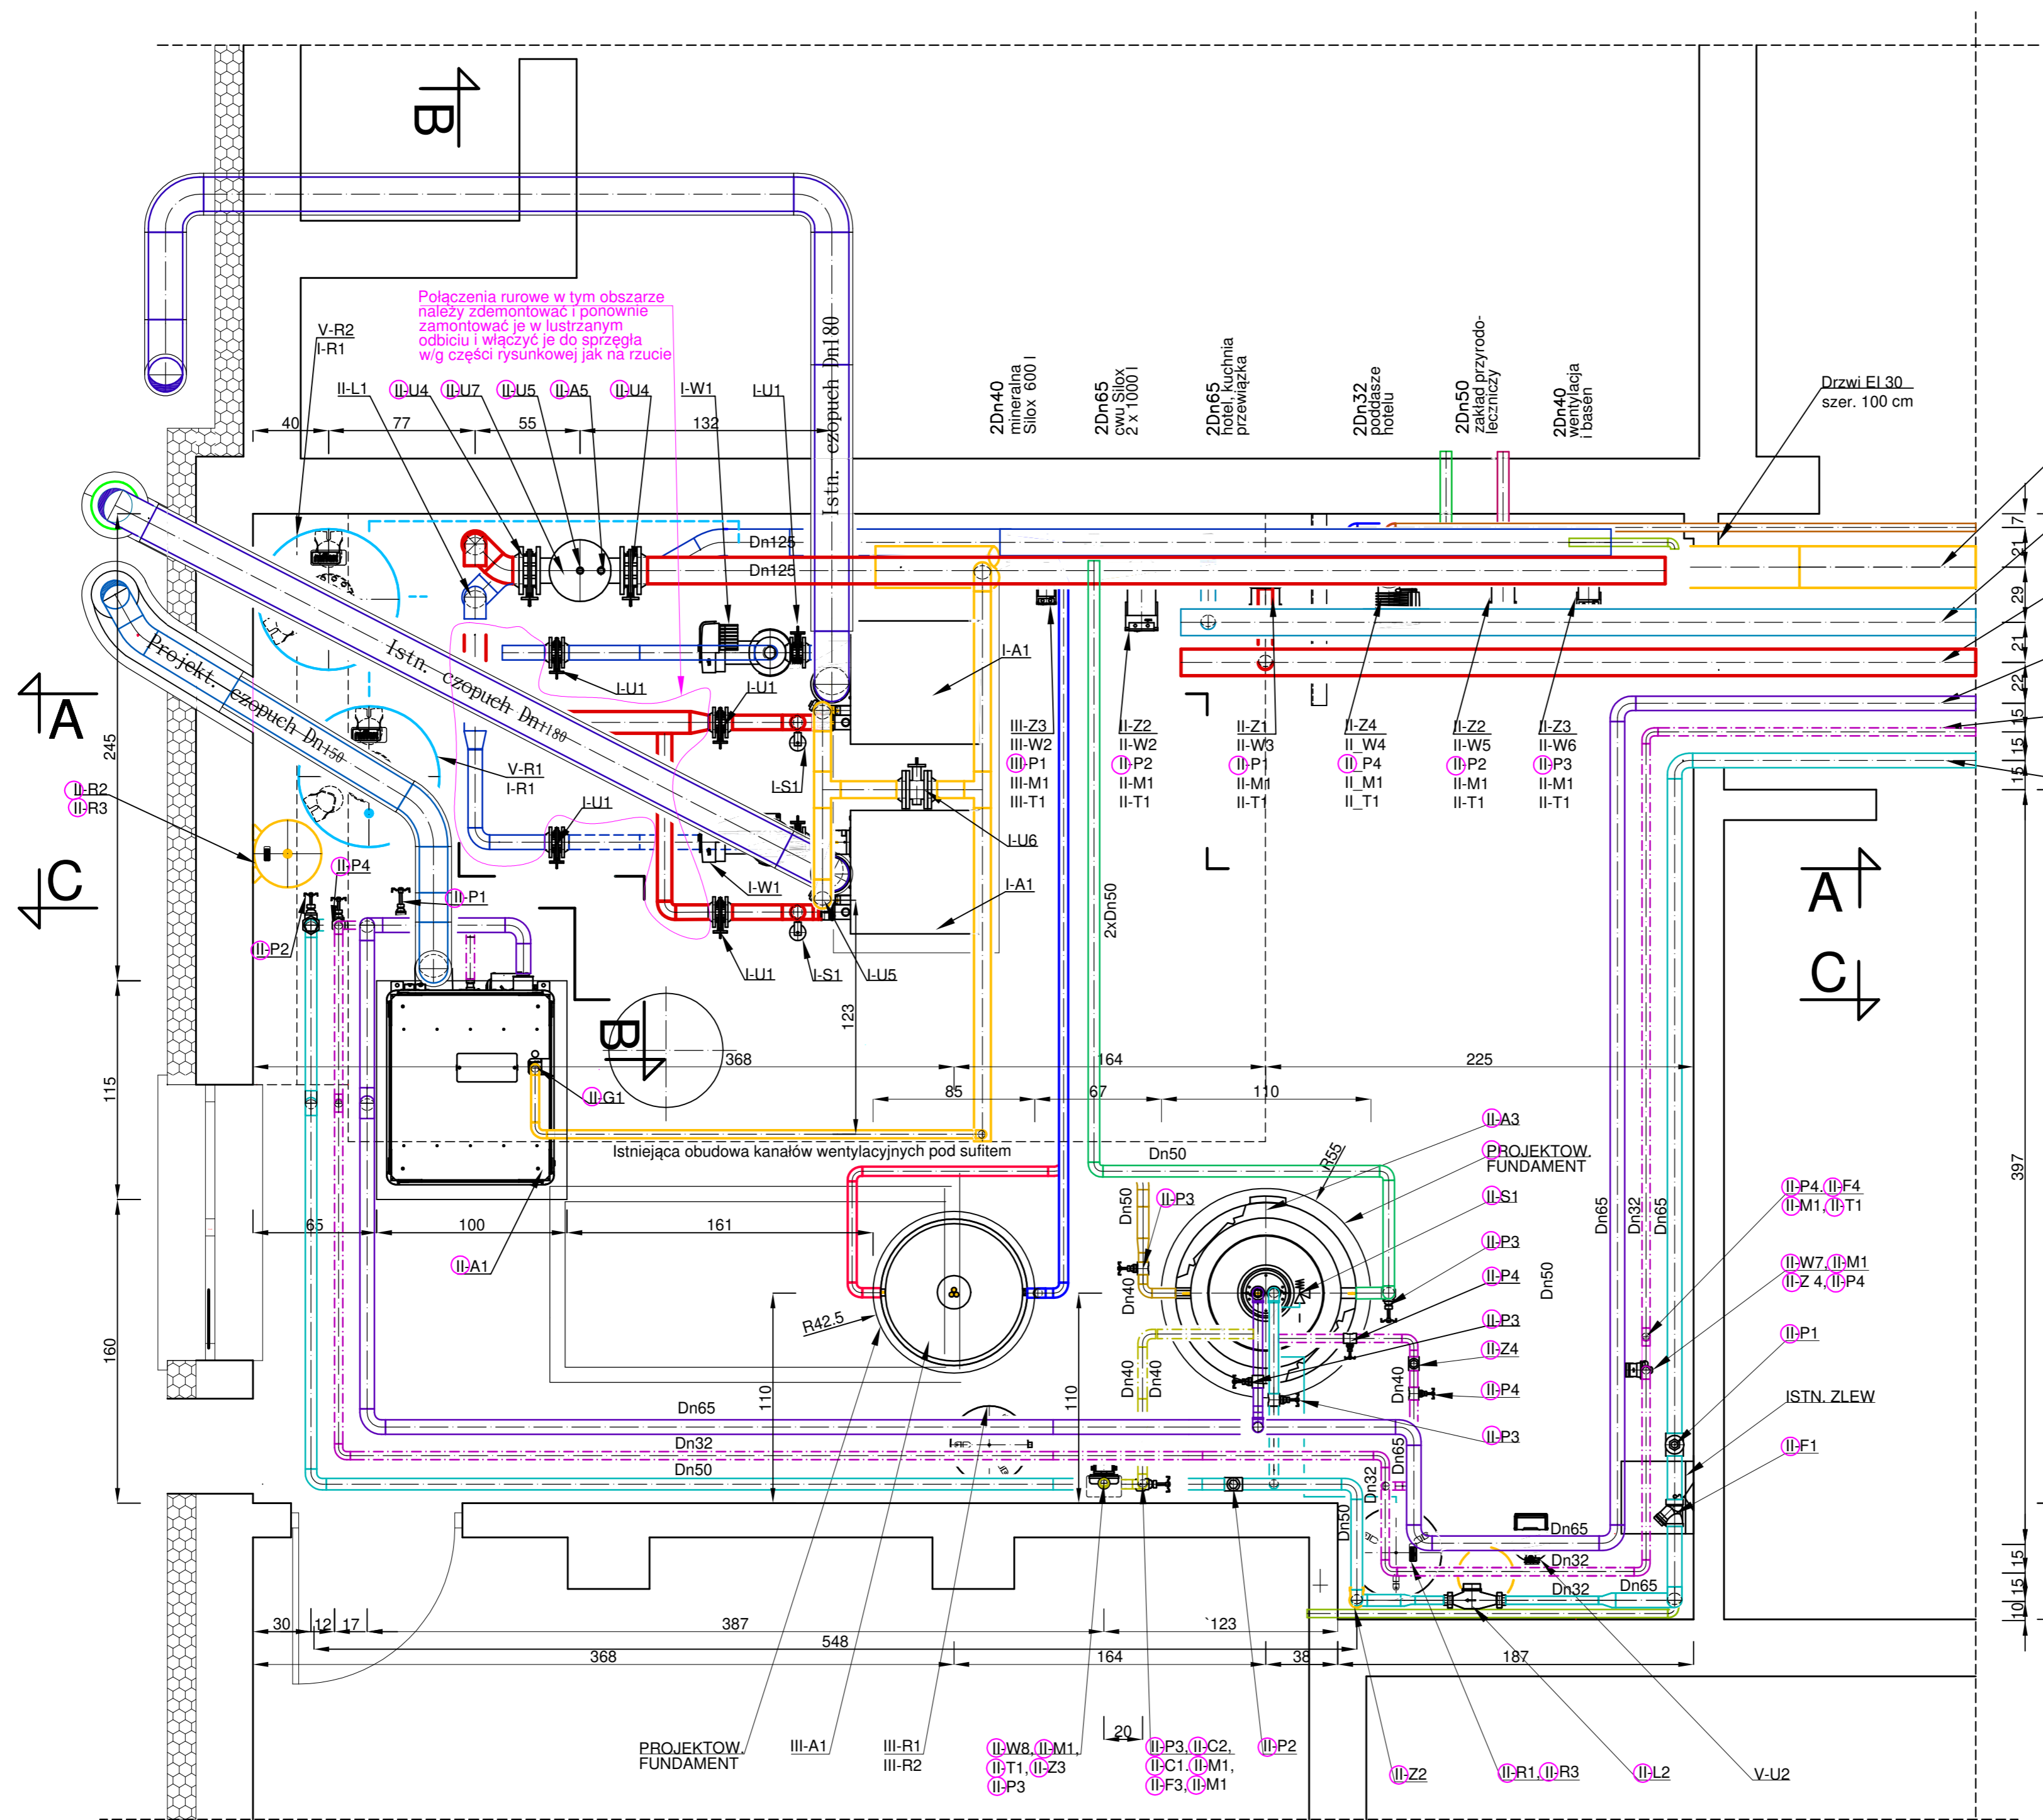 B
Połączenia rurowe w tym obszarze
należy zdemontować i ponownie
zamontować je w lustrzanym
odbiciu i włączyć je do sprzęgła
w/g części rysunkowej jak na rzucie
V-R2
I-R1
II-L1
II-U4
II-U7
II-U5
II-A5
II-U4
I-W1
I-U1
40
77
55
132
Istn. czopuch Dn180
2Dn40
mineralna
Silox 600 l
2Dn65
cwu Silox
2 x 1000 l
2Dn65
hotel, kuchnia
przewiązka
2Dn32
poddasze
hotelu
2Dn50
zakład przyrodo-
leczniczy
2Dn40
wentylacja
i basen
Drzwi EI 30
szer. 100 cm
Dn125
Dn125
7
21
29
21
22
15
15
15
Projekt. czopuch Dn150
Istn. czopuch Dn1180
A
245
I-U1
I-U1
I-A1
V-R1
I-R1
I-S1
I-U1
I-U6
I-W1
I-A1
I-U1
I-S1
I-U5
III-Z3
III-W2
III-P1
III-M1
III-T1
II-Z2
II-W2
II-P2
II-M1
II-T1
II-Z1
II-W3
II-P1
II-M1
II-T1
II-Z4
II_W4
II_P4
II_M1
II_T1
II-Z2
II-W5
II-P2
II-M1
II-T1
II-Z3
II-W6
II-P3
II-M1
II-T1
II-R2
II-R3
II-P4
II-P1
II-P2
C
A
C
2xDn50
B
123
368
164
225
115
85
67
110
II-G1
Istniejąca obudowa kanałów wentylacyjnych pod sufitem
Dn50
R55
II-A3
PROJEKTOW.
FUNDAMENT
II-S1
II-P3
II-P4
II-P3
II-Z4
II-P4
II-P3
II-P3
Dn50
Dn40
Dn40
Dn40
Dn40
Dn50
Dn65
Dn32
Dn65
397
II-P4, II-F4
II-M1, II-T1
II-W7, II-M1
II-Z 4, II-P4
II-P1
ISTN. ZLEW
II-F1
65
100
161
II-A1
R42.5
160
110
110
Dn65
Dn32
Dn50
Dn65
Dn32
Dn50
Dn65
Dn32
Dn32
Dn65
15
15
10
30
12
17
387
`123
548
368
164
38
187
PROJEKTOW.
FUNDAMENT
III-A1
III-R1
III-R2
II-W8, II-M1,
II-T1, II-Z3
II-P3
20
II-P3, II-C2,
II-C1, II-M1,
II-F3, II-M1
II-P2
II-Z2
II-R1, II-R3
II-L2
V-U2